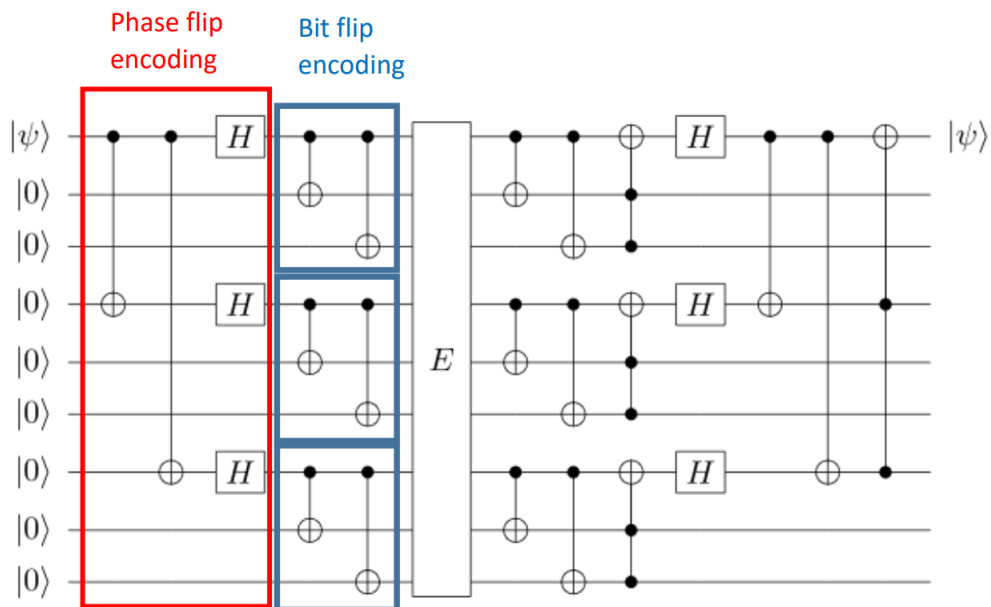 Phase flip
encoding
Bit flip
encoding
|ψ⟩ H H |ψ⟩
|0⟩
|0⟩
|0⟩ H H
|0⟩ E
|0⟩
|0⟩ H H
|0⟩
|0⟩